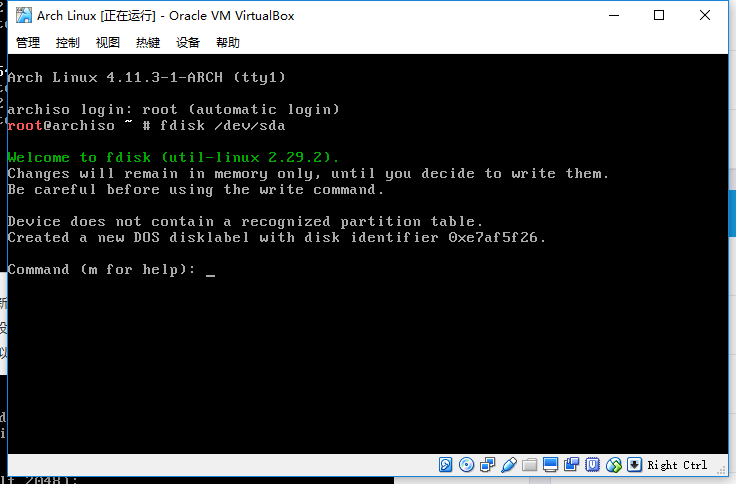 Arch Linux [正在运行] - Oracle VM VirtualBox
管理 控制 视图 热键 设备 帮助
Arch Linux 4.11.3-1-ARCH (tty1)
archiso login: root (automatic login)
root@archiso ~ # fdisk /dev/sda
Welcome to fdisk (util-linux 2.29.2).
Changes will remain in memory only, until you decide to write them.
Be careful before using the write command.
Device does not contain a recognized partition table.
Created a new DOS disklabel with disk identifier 0xe7af5f26.
Command (m for help): _
Right Ctrl